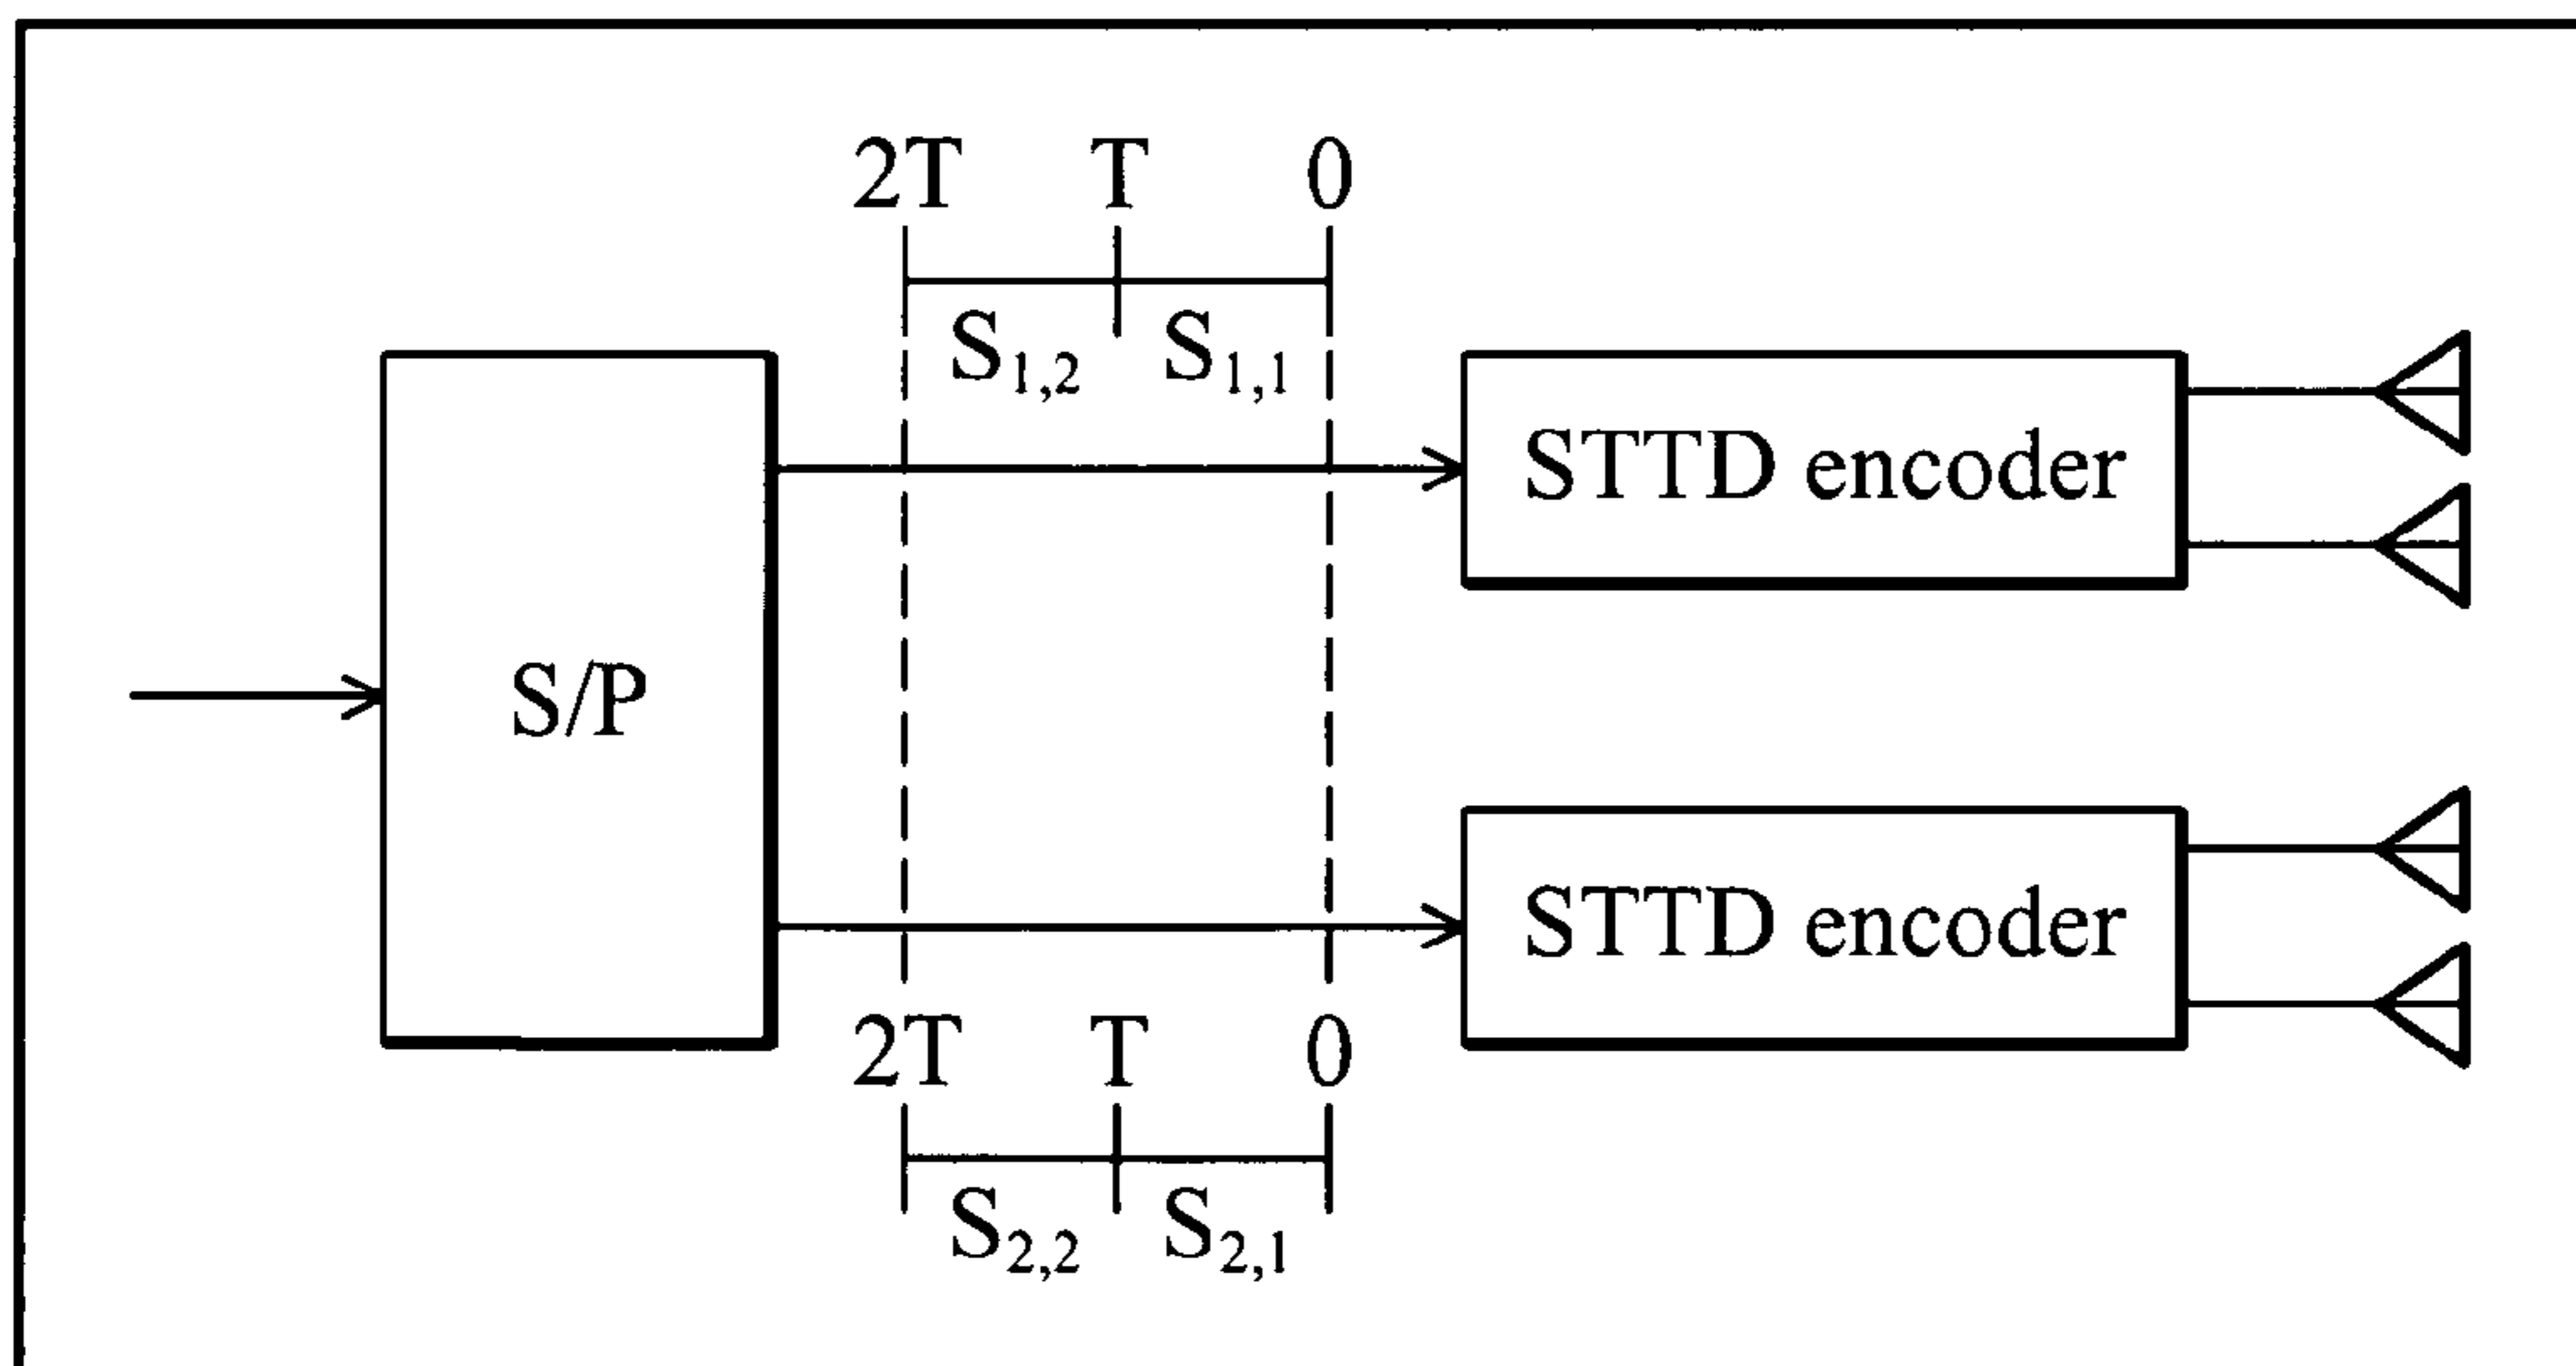 2T T 0
S1,2 S1,1
STTD encoder
S/P
STTD encoder
2T T 0
S2,2 S2,1